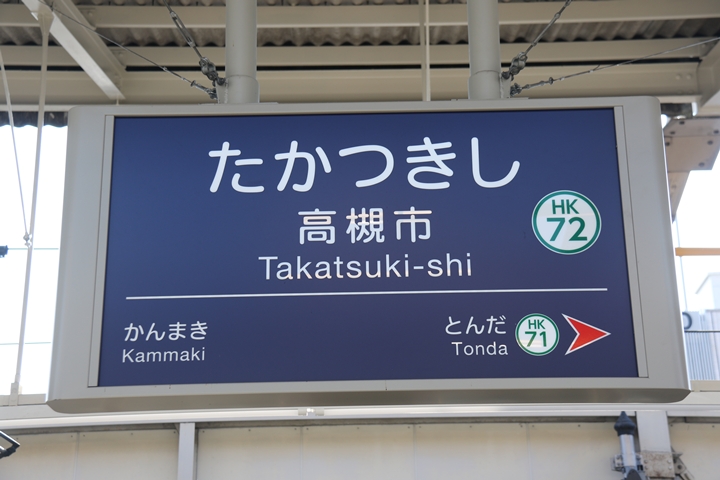 たかつきし
高槻市
Takatsuki-shi
HK
72
かんまき
Kammaki
とんだ
Tonda
HK
71